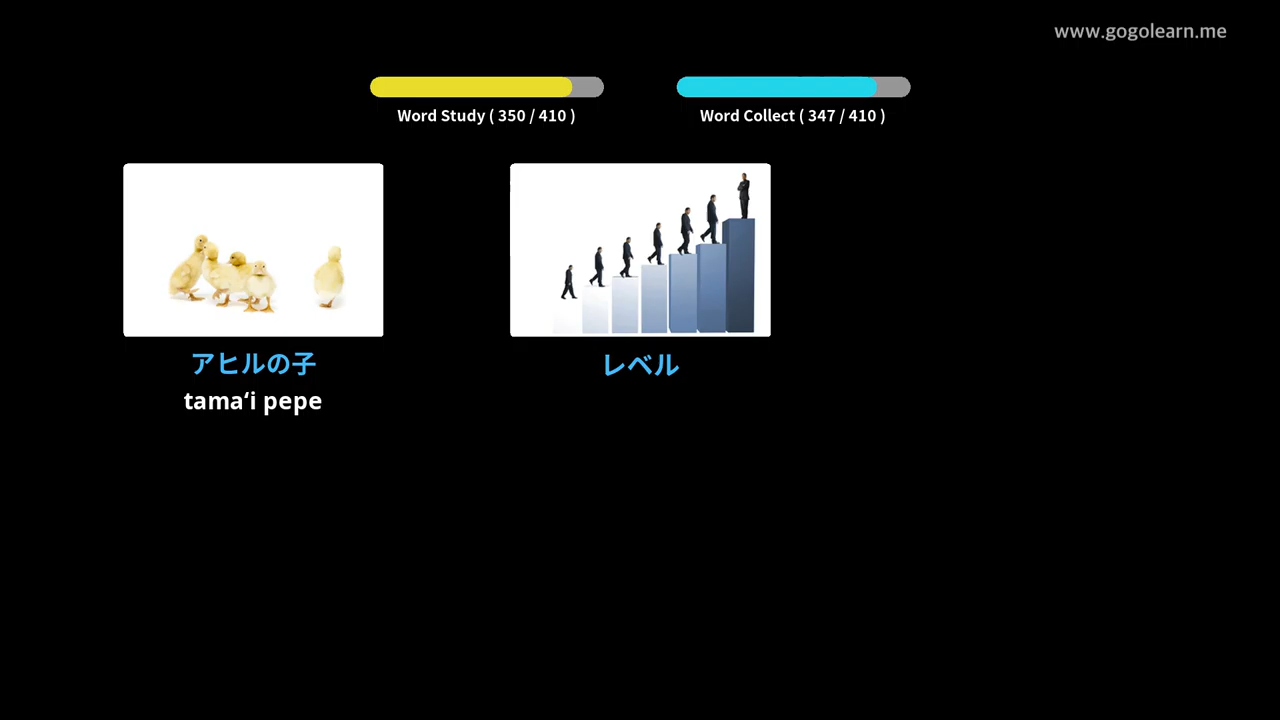 www.gogolearn.me
Word Study ( 350 / 410 )
Word Collect ( 347 / 410 )
アヒルの子
tamaʻi pepe
レベル